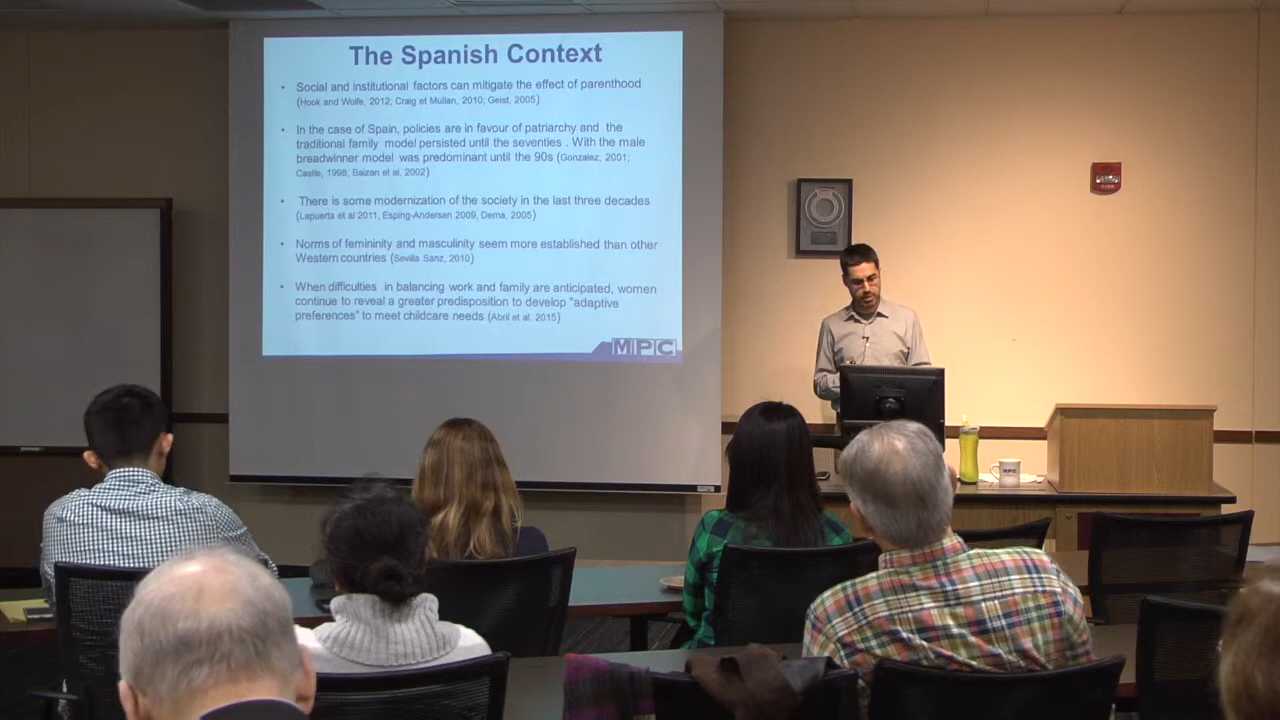 The Spanish Context
• Social and institutional factors can mitigate the effect of parenthood
(Hook and Wolfe, 2012; Craig et Mullan, 2010; Geist, 2005)
• In the case of Spain, policies are in favour of patriarchy and the
traditional family model persisted until the seventies . With the male
breadwinner model was predominant until the 90s (Gonzalez, 2001;
Castle, 1998; Baizan et al, 2002)
• There is some modernization of the society in the last three decades
(Lapuerta et al 2011, Esping-Andersen 2009, Dema, 2005)
• Norms of femininity and masculinity seem more established than other
Western countries (Sevilla Sanz, 2010)
• When difficulties in balancing work and family are anticipated, women
continue to reveal a greater predisposition to develop "adaptive
preferences" to meet childcare needs (Abril et al. 2015)
MPC
MPC